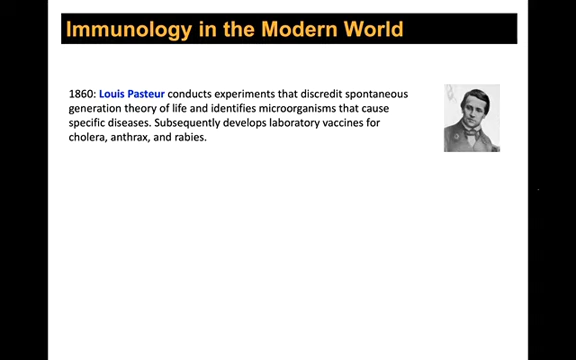 Immunology in the Modern World
1860: Louis Pasteur conducts experiments that discredit spontaneous
generation theory of life and identifies microorganisms that cause
specific diseases. Subsequently develops laboratory vaccines for
cholera, anthrax, and rabies.